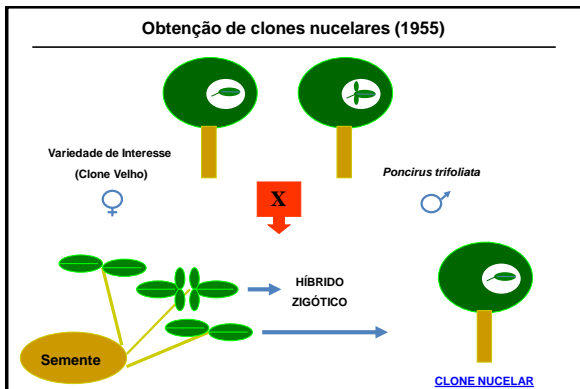 Obtenção de clones nucelares (1955)
Variedade de Interesse
(Clone Velho)
Poncirus trifoliata
♀
X
♂
HÍBRIDO
ZIGÓTICO
Semente
CLONE NUCELAR